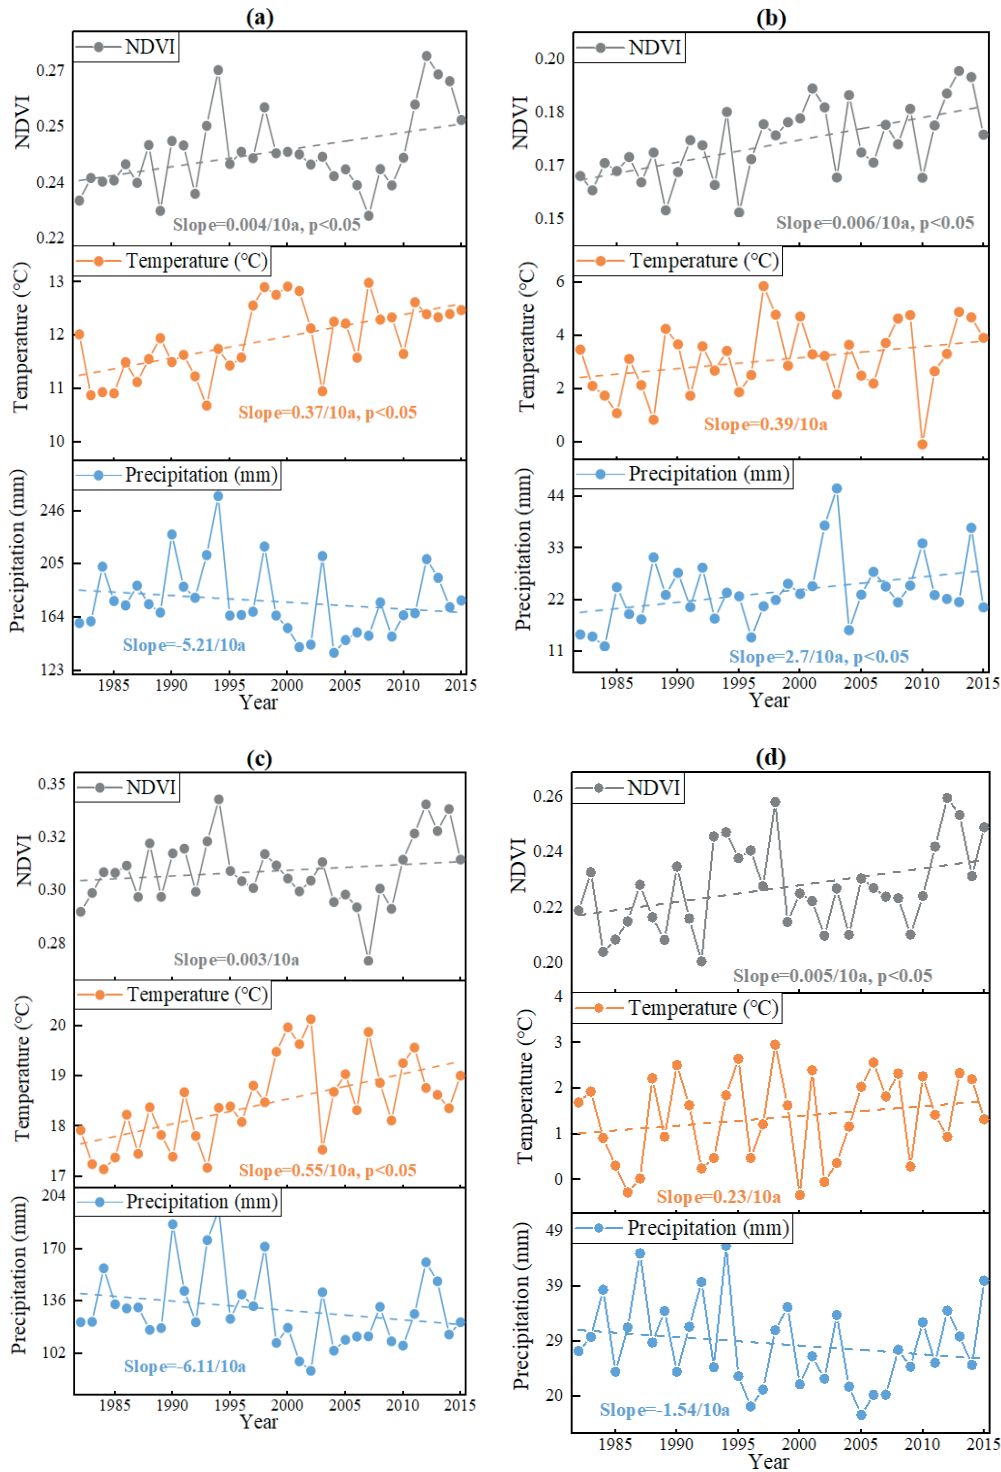 (a)
NDVI
NDVI
0.27
0.25
0.24
0.22
Slope=0.004/10a, p<0.05
Temperature (℃)
Temperature (℃)
13
12
11
10
Slope=0.37/10a, p<0.05
Precipitation (mm)
Precipitation (mm)
246
205
164
123
Slope=-5.21/10a
1985 1990 1995 2000 2005 2010 2015
Year
(b)
NDVI
NDVI
0.20
0.18
0.17
0.15
Slope=0.006/10a, p<0.05
Temperature (℃)
Temperature (℃)
6
4
2
0
Slope=0.39/10a
Precipitation (mm)
Precipitation (mm)
44
33
22
11
Slope=2.7/10a, p<0.05
1985 1990 1995 2000 2005 2010 2015
Year
(c)
NDVI
NDVI
0.35
0.32
0.30
0.28
Slope=0.003/10a
Temperature (℃)
Temperature (℃)
20
19
18
17
Slope=0.55/10a, p<0.05
Precipitation (mm)
Precipitation (mm)
204
170
136
102
Slope=-6.11/10a
1985 1990 1995 2000 2005 2010 2015
Year
(d)
NDVI
NDVI
0.26
0.24
0.22
0.20
Slope=0.005/10a, p<0.05
Temperature (℃)
Temperature (℃)
4
3
2
1
0
Slope=0.23/10a
Precipitation (mm)
Precipitation (mm)
49
39
29
20
Slope=-1.54/10a
1985 1990 1995 2000 2005 2010 2015
Year